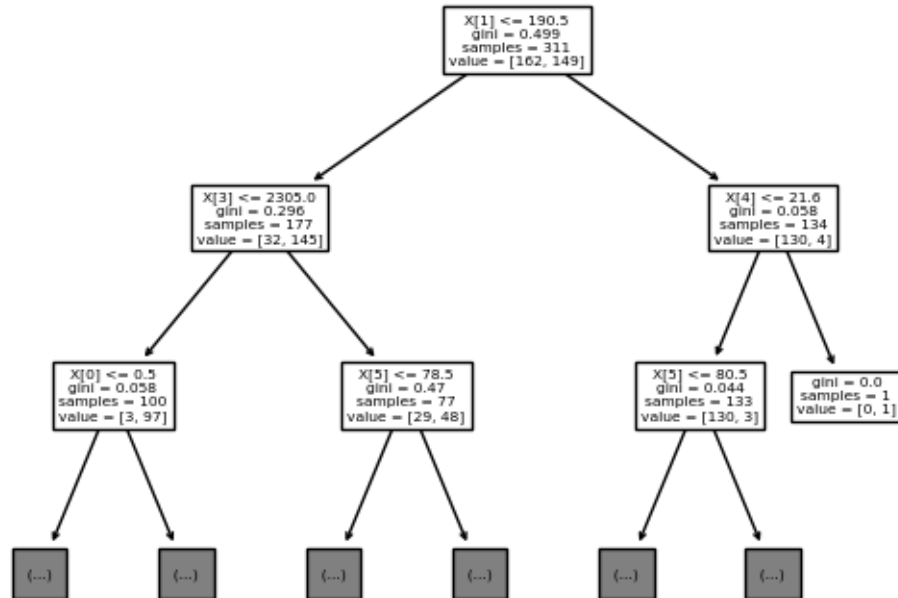 X[1] <= 190.5
gini = 0.499
samples = 311
value = [162, 149]
X[3] <= 2305.0
gini = 0.296
samples = 177
value = [32, 145]
X[4] <= 21.6
gini = 0.058
samples = 134
value = [130, 4]
X[0] <= 0.5
gini = 0.058
samples = 100
value = [3, 97]
X[5] <= 78.5
gini = 0.47
samples = 77
value = [29, 48]
X[5] <= 80.5
gini = 0.044
samples = 133
value = [130, 3]
gini = 0.0
samples = 1
value = [0, 1]
(...)
(...)
(...)
(...)
(...)
(...)